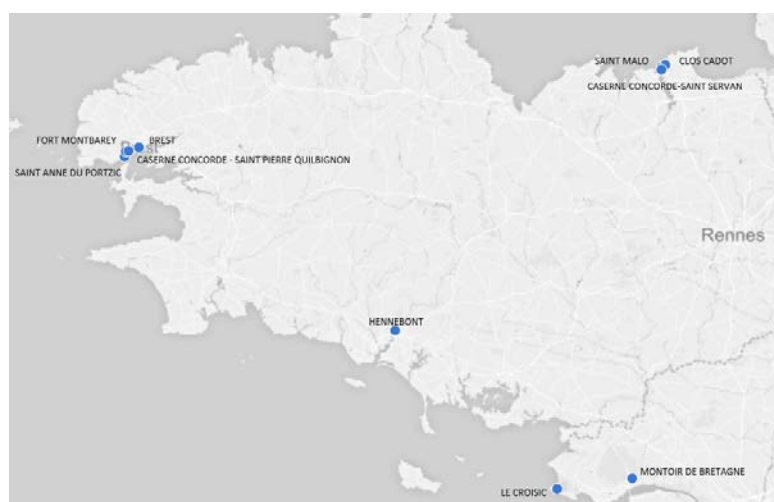 SAINT MALO
CLOS CADOT
CASERNE CONCORDE-SAINT SERVAN
FORT MONTBAREY
BREST
CASERNE CONCORDE - SAINT PIERRE QUILBIGNON
SAINT ANNE DU PORTZIC
Rennes
HENNEBONT
MONTOIR DE BRETAGNE
LE CROISIC